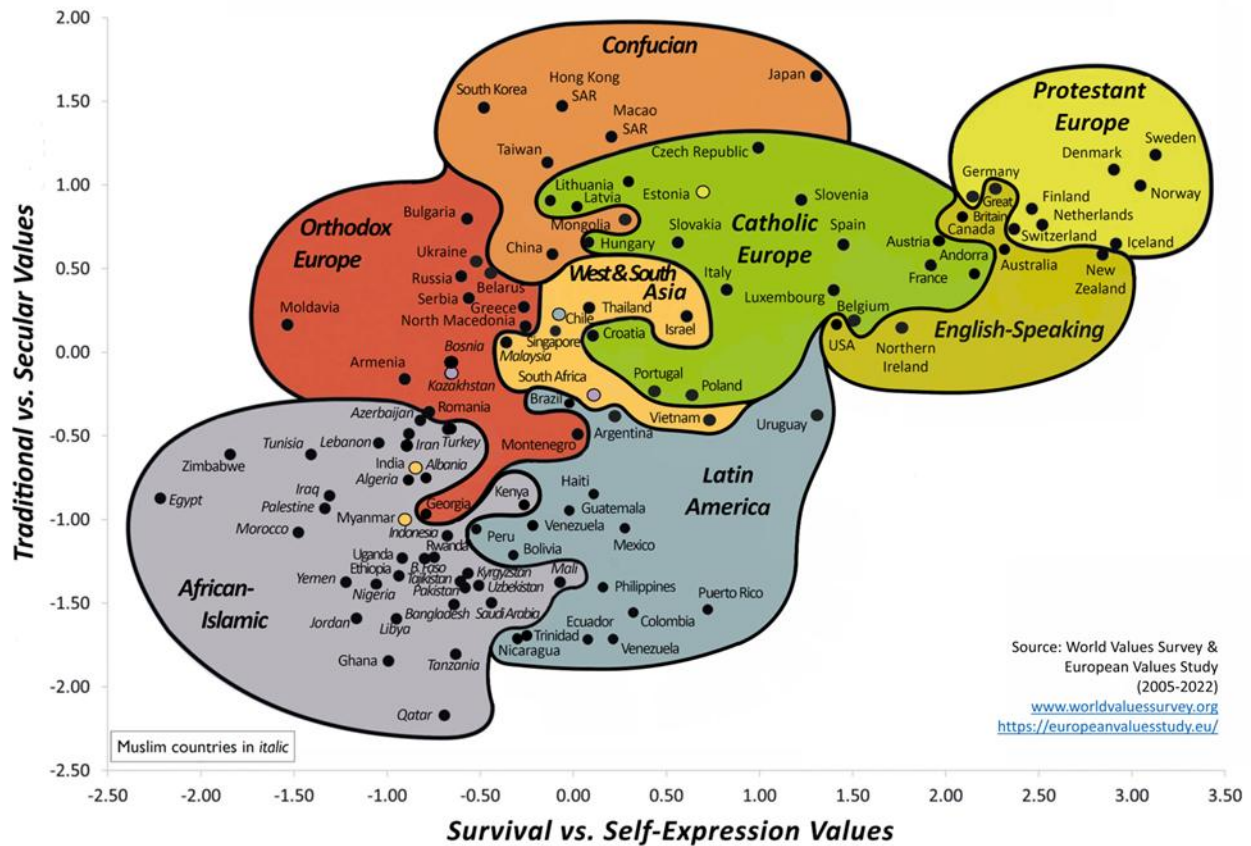 Traditional vs. Secular Values
2.00
1.50
1.00
0.50
0.00
-0.50
-1.00
-1.50
-2.00
-2.50
Confucian
Japan
Hong Kong
SAR
South Korea
Macao
SAR
Taiwan
Mongolia
China
Protestant
Europe
Sweden
Denmark
Norway
Germany
Finland
Netherlands
Switzerland
Iceland
Great
Britain
Canada
Australia
New
Zealand
English-Speaking
USA
Northern
Ireland
Czech Republic
Lithuania
Latvia
Estonia
Slovenia
Slovakia
Hungary
Catholic
Europe
Spain
Austria
Andorra
France
Italy
Luxembourg
Belgium
Croatia
Portugal
Poland
Orthodox
Europe
Bulgaria
Ukraine
Russia
Belarus
Serbia
Greece
North Macedonia
Moldavia
Bosnia
Armenia
Kazakhstan
Romania
Montenegro
Georgia
West & South
Asia
Thailand
Chile
Israel
Singapore
Malaysia
South Africa
Vietnam
Brazil
Argentina
Uruguay
Latin
America
Haiti
Guatemala
Venezuela
Mexico
Peru
Bolivia
Philippines
Puerto Rico
Colombia
Ecuador
Trinidad
Nicaragua
Venezuela
Azerbaijan
Lebanon
Iran
Turkey
Tunisia
Zimbabwe
India
Albania
Algeria
Egypt
Iraq
Palestine
Kenya
Myanmar
Morocco
Indonesia
Rwanda
Uganda
B. Faso
Ethiopia
Tajikistan
Kyrgyzstan
Mali
Yemen
Nigeria
Pakistan
Uzbekistan
African-
Islamic
Bangladesh
Saudi Arabia
Jordan
Libya
Ghana
Tanzania
Qatar
Muslim countries in italic
Source: World Values Survey &
European Values Study
(2005-2022)
www.worldvaluessurvey.org
https://europeanvaluesstudy.eu/
-2.50 -2.00 -1.50 -1.00 -0.50 0.00 0.50 1.00 1.50 2.00 2.50 3.00 3.50
Survival vs. Self-Expression Values